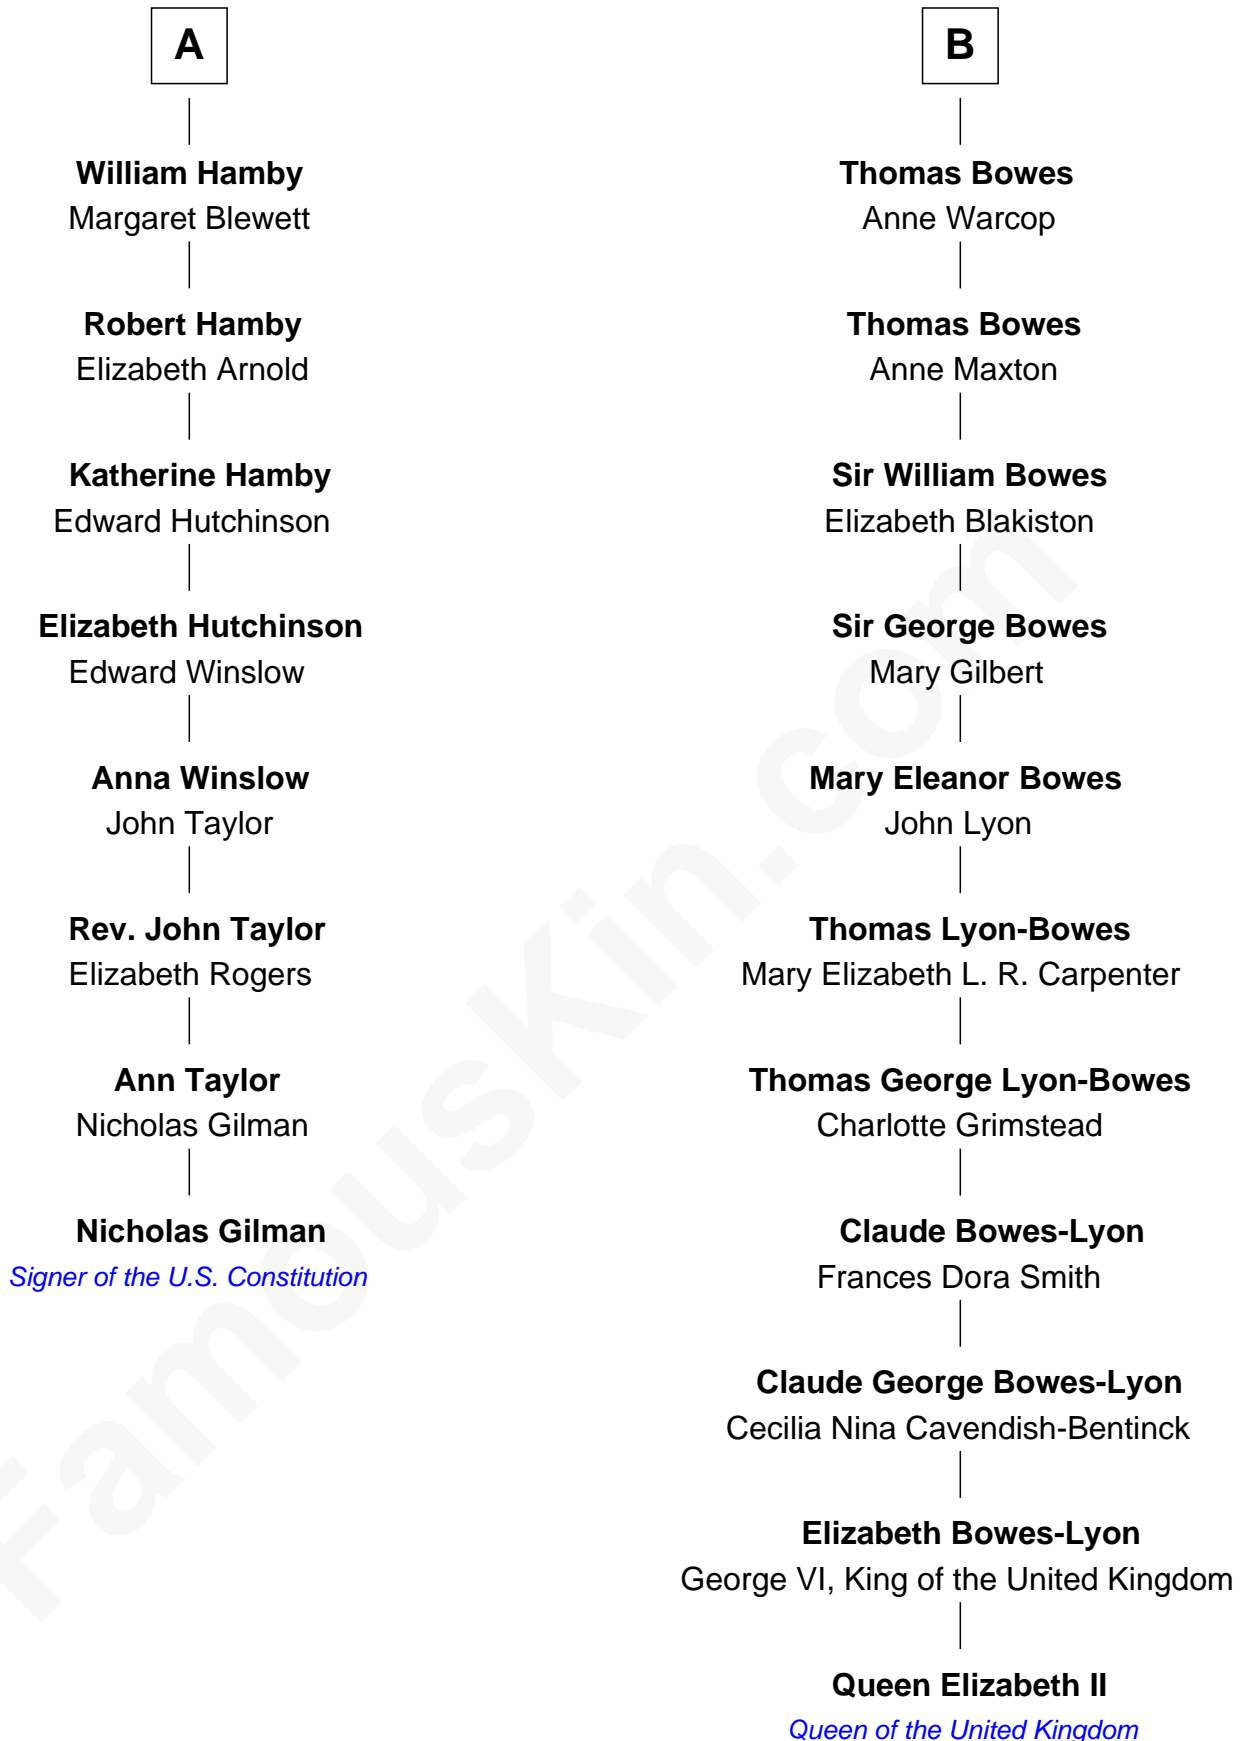 A
William Hamby
Margaret Blewett
Robert Hamby
Elizabeth Arnold
Katherine Hamby
Edward Hutchinson
Elizabeth Hutchinson
Edward Winslow
Anna Winslow
John Taylor
Rev. John Taylor
Elizabeth Rogers
Ann Taylor
Nicholas Gilman
Nicholas Gilman
Signer of the U.S. Constitution
B
Thomas Bowes
Anne Warcop
Thomas Bowes
Anne Maxton
Sir William Bowes
Elizabeth Blakiston
Sir George Bowes
Mary Gilbert
Mary Eleanor Bowes
John Lyon
Thomas Lyon-Bowes
Mary Elizabeth L. R. Carpenter
Thomas George Lyon-Bowes
Charlotte Grimstead
Claude Bowes-Lyon
Frances Dora Smith
Claude George Bowes-Lyon
Cecilia Nina Cavendish-Bentinck
Elizabeth Bowes-Lyon
George VI, King of the United Kingdom
Queen Elizabeth II
Queen of the United Kingdom
FamousKin.com